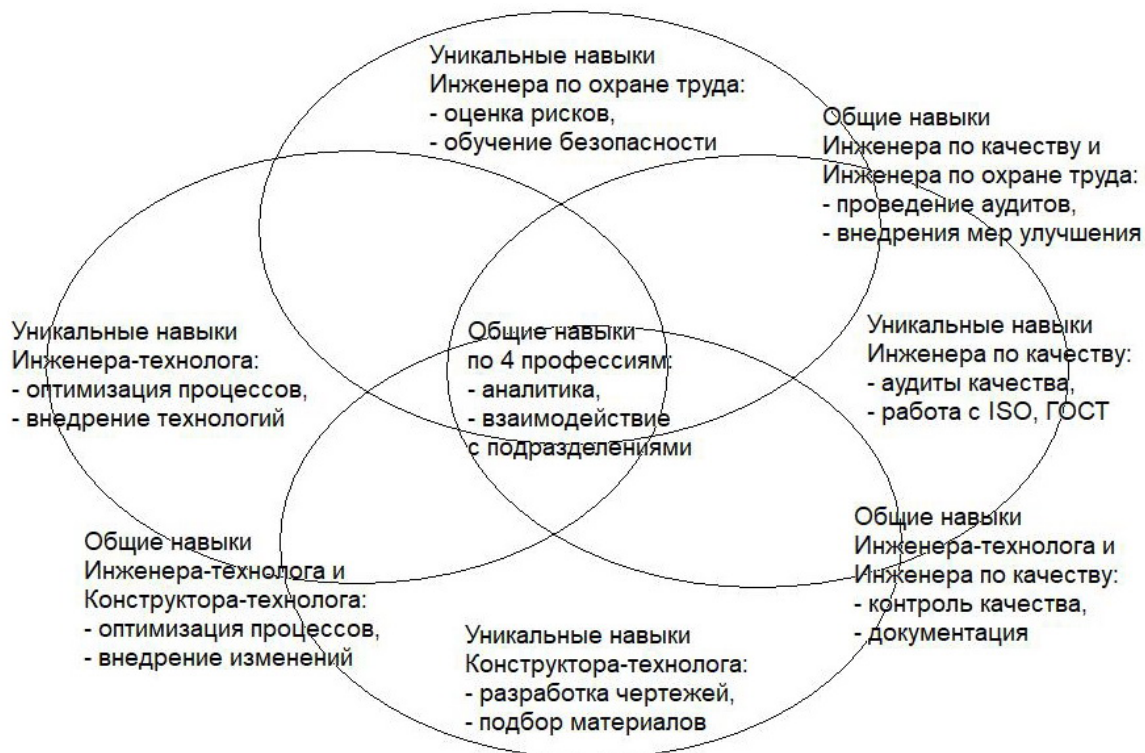 Уникальные навыки
Инженера по охране труда:
- оценка рисков,
- обучение безопасности
Общие навыки
Инженера по качеству и
Инженера по охране труда:
- проведение аудитов,
- внедрения мер улучшения
Уникальные навыки
Инженера-технолога:
- оптимизация процессов,
- внедрение технологий
Общие навыки
по 4 профессиям:
- аналитика,
- взаимодействие
с подразделениями
Уникальные навыки
Инженера по качеству:
- аудиты качества,
- работа с ISO, ГОСТ
Общие навыки
Инженера-технолога и
Конструктора-технолога:
- оптимизация процессов,
- внедрение изменений
Уникальные навыки
Конструктора-технолога:
- разработка чертежей,
- подбор материалов
Общие навыки
Инженера-технолога и
Инженера по качеству:
- контроль качества,
- документация